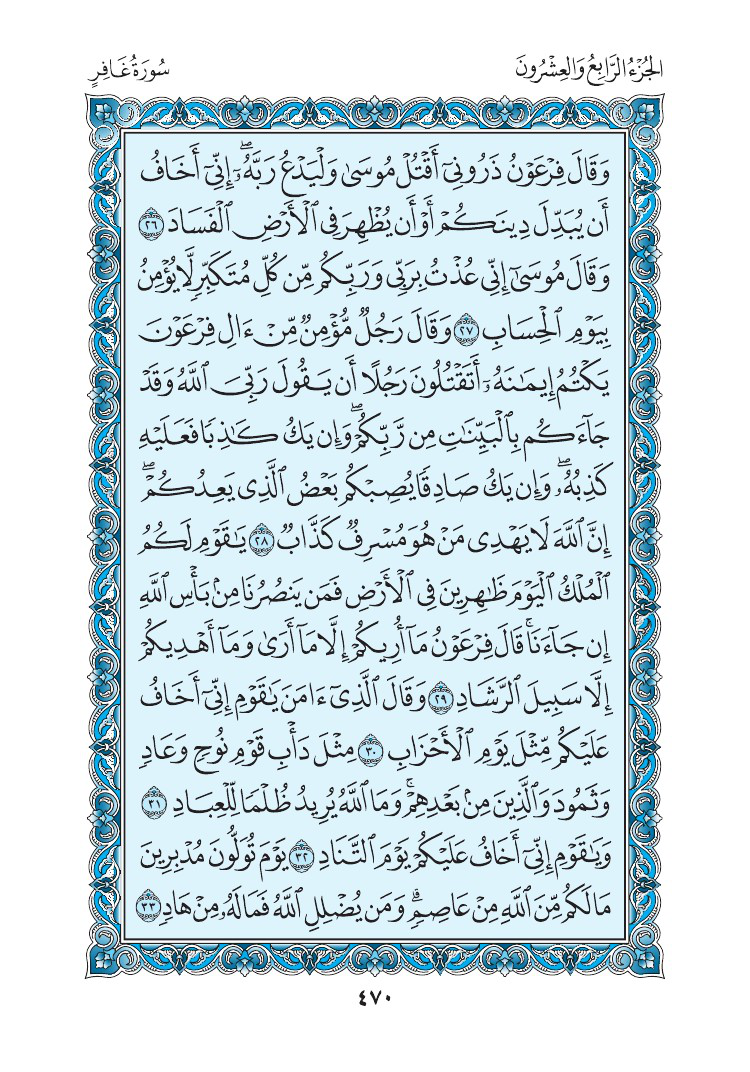 الجُزْءُ الرَّابِعُ وَالعِشْرُونَ
سُورَةُ غَافِرٍ
وَقَالَ فِرْعَوْنُ ذَرُونِيٓ أَقْتُلْ مُوسَىٰ وَلْيَدْعُ رَبَّهُۥٓۖ إِنِّيٓ أَخَافُ
أَن يُبَدِّلَ دِينَكُمْ أَوْ أَن يُظْهِرَ فِي ٱلْأَرْضِ ٱلْفَسَادَ ٢٦
وَقَالَ مُوسَىٰٓ إِنِّي عُذْتُ بِرَبِّي وَرَبِّكُم مِّن كُلِّ مُتَكَبِّرٍ لَّا يُؤْمِنُ
بِيَوْمِ ٱلْحِسَابِ ٢٧ وَقَالَ رَجُلٌ مُّؤْمِنٌ مِّنْ ءَالِ فِرْعَوْنَ
يَكْتُمُ إِيمَٰنَهُۥٓ أَتَقْتُلُونَ رَجُلًا أَن يَقُولَ رَبِّيَ ٱللَّهُ وَقَدْ
جَآءَكُم بِٱلْبَيِّنَٰتِ مِن رَّبِّكُمْۖ وَإِن يَكُ كَٰذِبًا فَعَلَيْهِ
كَذِبُهُۥۖ وَإِن يَكُ صَادِقًا يُصِبْكُم بَعْضُ ٱلَّذِي يَعِدُكُمْۖ
إِنَّ ٱللَّهَ لَا يَهْدِي مَنْ هُوَ مُسْرِفٌ كَذَّابٌ ٢٨ يَٰقَوْمِ لَكُمُ
ٱلْمُلْكُ ٱلْيَوْمَ ظَٰهِرِينَ فِي ٱلْأَرْضِ فَمَن يَنصُرُنَا مِنۢ بَأْسِ ٱللَّهِ
إِن جَآءَنَاۚ قَالَ فِرْعَوْنُ مَآ أُرِيكُمْ إِلَّا مَآ أَرَىٰ وَمَآ أَهْدِيكُمْ
إِلَّا سَبِيلَ ٱلرَّشَادِ ٢٩ وَقَالَ ٱلَّذِيٓ ءَامَنَ يَٰقَوْمِ إِنِّيٓ أَخَافُ
عَلَيْكُم مِّثْلَ يَوْمِ ٱلْأَحْزَابِ ٣٠ مِثْلَ دَأْبِ قَوْمِ نُوحٍ وَعَادٍ
وَثَمُودَ وَٱلَّذِينَ مِنۢ بَعْدِهِمْۚ وَمَا ٱللَّهُ يُرِيدُ ظُلْمًا لِّلْعِبَادِ ٣١
وَيَٰقَوْمِ إِنِّيٓ أَخَافُ عَلَيْكُمْ يَوْمَ ٱلتَّنَادِ ٣٢ يَوْمَ تُوَلُّونَ مُدْبِرِينَ
مَا لَكُم مِّنَ ٱللَّهِ مِنْ عَاصِمٍۗ وَمَن يُضْلِلِ ٱللَّهُ فَمَا لَهُۥ مِنْ هَادٍ ٣٣
٤٧٠